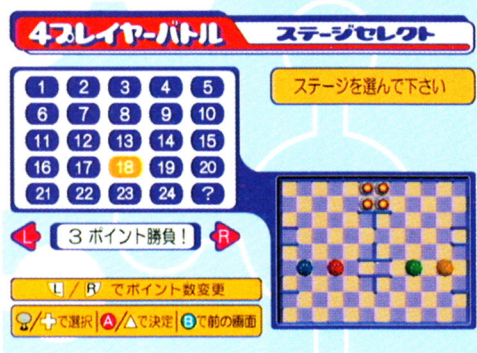 4プレイヤーバトル
ステージセレクト
1 2 3 4 5
6 7 8 9 10
11 12 13 14 15
16 17 18 19 20
21 22 23 24 ?
ステージを選んで下さい
L 3 ポイント勝負! R
L / R でポイント数変更
/で選択 A/△で決定 Bで前の画面